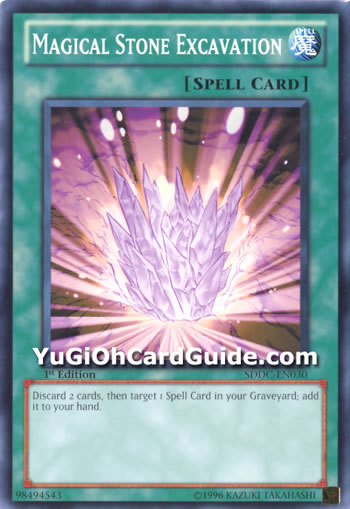 MAGICAL STONE EXCAVATION 魔
[SPELL CARD]
YuGiOhCardGuide.com
1st Edition SDDC-EN030
Discard 2 cards, then target 1 Spell Card in your Graveyard; add
it to your hand.
98494543 ©1996 KAZUKI TAKAHASHI